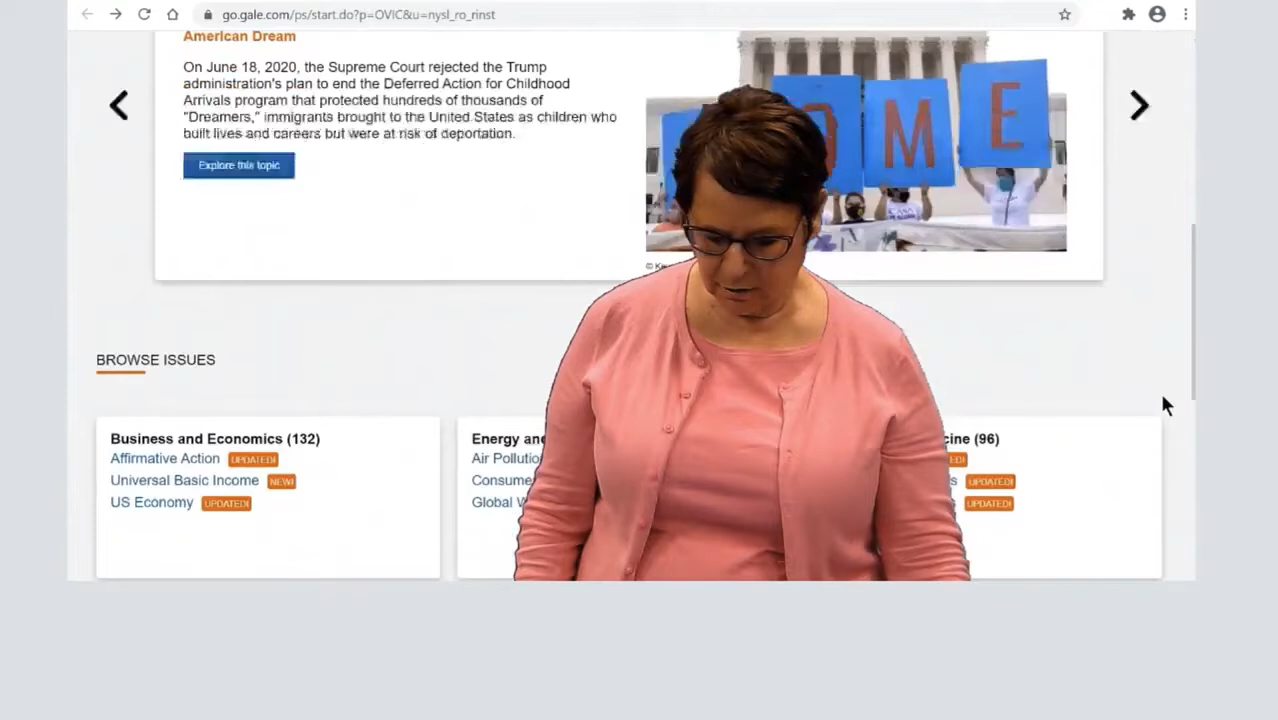 go.gale.com/ps/start.do?p=OVIC&u=nysl_ro_rinst
American Dream
On June 18, 2020, the Supreme Court rejected the Trump
administration's plan to end the Deferred Action for Childhood
Arrivals program that protected hundreds of thousands of
"Dreamers," immigrants brought to the United States as children who
built lives and careers but were at risk of deportation.
Explore this topic
O M E
©
BROWSE ISSUES
Business and Economics (132)
Affirmative Action UPDATED!
Universal Basic Income NEW!
US Economy UPDATED!
Energy
Air
Global
(96)
UPDATED!
UPDATED!